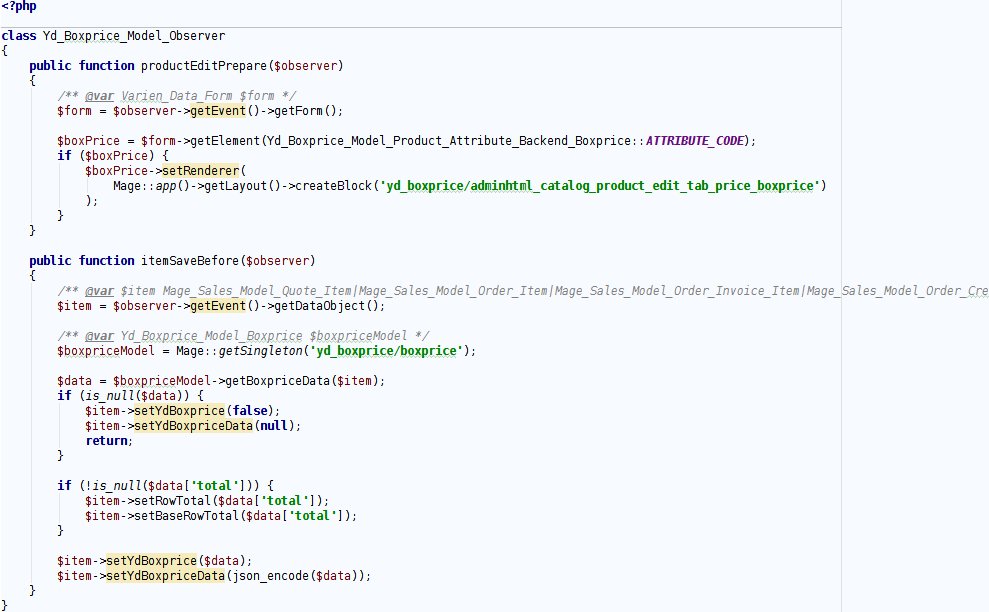 <?php
class Yd_Boxprice_Model_Observer
{
    public function productEditPrepare($observer)
    {
        /** @var Varien_Data_Form $form */
        $form = $observer->getEvent()->getForm();
        $boxPrice = $form->getElement(Yd_Boxprice_Model_Product_Attribute_Backend_Boxprice::ATTRIBUTE_CODE);
        if ($boxPrice) {
            $boxPrice->setRenderer(
                Mage::app()->getLayout()->createBlock('yd_boxprice/adminhtml_catalog_product_edit_tab_price_boxprice')
            );
        }
    }
    public function itemSaveBefore($observer)
    {
        /** @var $item Mage_Sales_Model_Quote_Item|Mage_Sales_Model_Order_Item|Mage_Sales_Model_Order_Invoice_Item|Mage_Sales_Model_Order_Cre
        $item = $observer->getEvent()->getDataObject();
        /** @var Yd_Boxprice_Model_Boxprice $boxpriceModel */
        $boxpriceModel = Mage::getSingleton('yd_boxprice/boxprice');
        $data = $boxpriceModel->getBoxpriceData($item);
        if (is_null($data)) {
            $item->setYdBoxprice(false);
            $item->setYdBoxpriceData(null);
            return;
        }
        if (!is_null($data['total'])) {
            $item->setRowTotal($data['total']);
            $item->setBaseRowTotal($data['total']);
        }
        $item->setYdBoxprice($data);
        $item->setYdBoxpriceData(json_encode($data));
    }
}